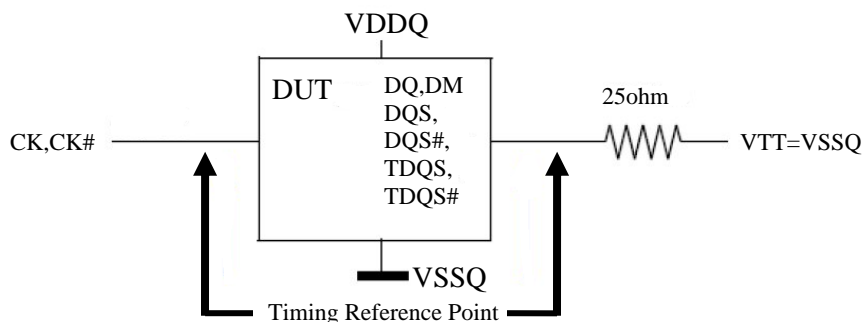 VDDQ
DUT
DQ,DM
DQS,
DQS#,
TDQS,
TDQS#
25ohm
CK,CK#
VTT=VSSQ
VSSQ
Timing Reference Point